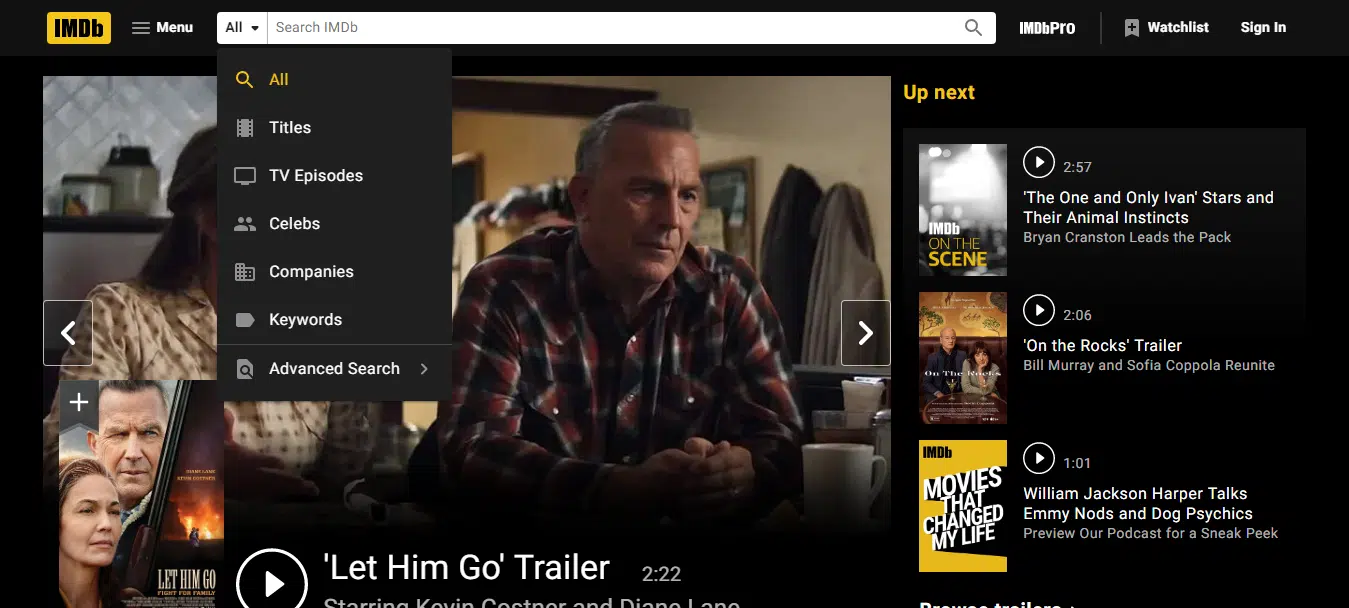 IMDb Menu All Search IMDb IMDbPro Watchlist Sign In
All
Titles
TV Episodes
Celebs
Companies
Keywords
Advanced Search
DIANE LANE
KEVIN COSTNER
LET HIM GO
FIGHT FOR FAMILY
'Let Him Go' Trailer 2:22
Starring Kevin Costner and Diane Lane
Up next
IMDb
ON THE
SCENE
2:57
'The One and Only Ivan' Stars and
Their Animal Instincts
Bryan Cranston Leads the Pack
On The Rocks
2:06
'On the Rocks' Trailer
Bill Murray and Sofia Coppola Reunite
IMDb
MOVIES
THAT
CHANGED
MY LIFE
1:01
William Jackson Harper Talks
Emmy Nods and Dog Psychics
Preview Our Podcast for a Sneak Peek
Browse trailers